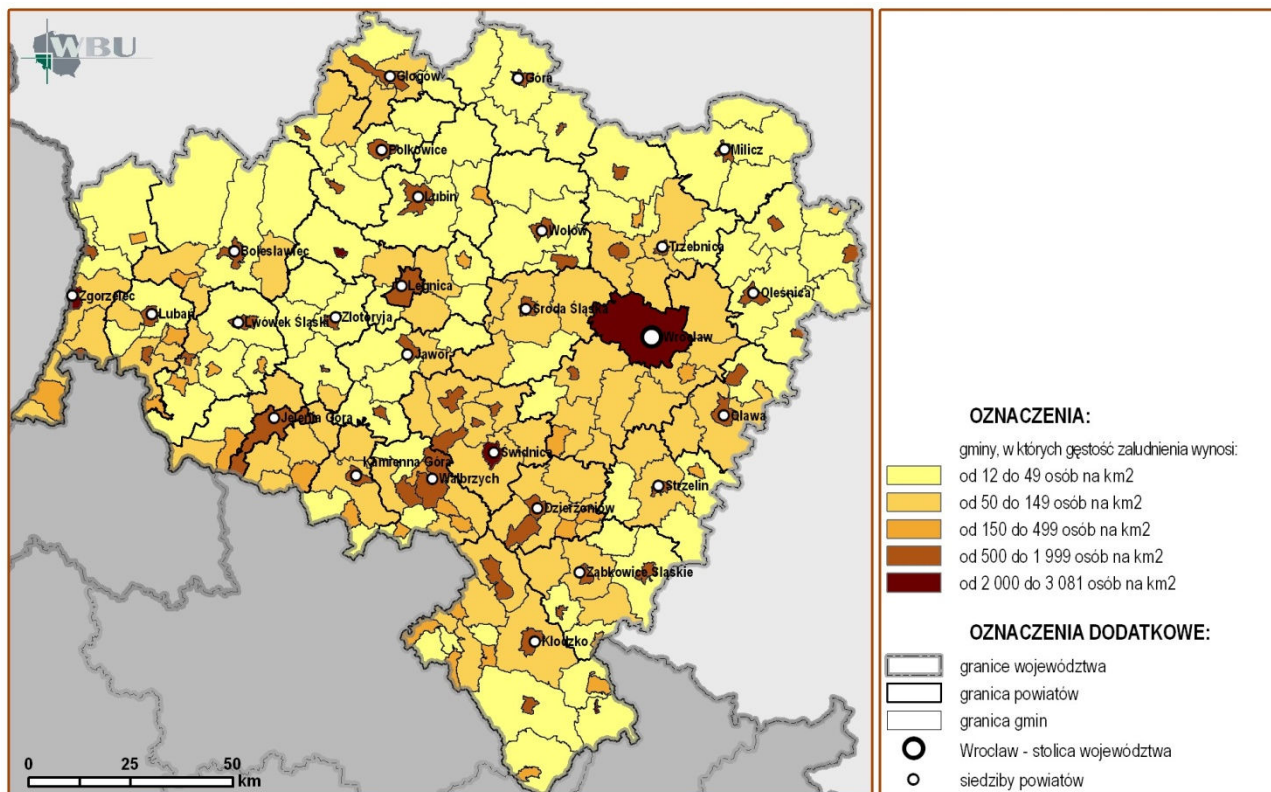 WBU
Głogów
Góra
Polkowice
Milicz
Lubin
Wołów
Trzebnica
Bolesławiec
Legnica
Zgorzelec
Oleśnica
Lubań
Lwówek Śląski
Złotoryja
Środa Śląska
Wrocław
Jawor
Jelenia Góra
Oława
Świdnica
Kamienna Góra
Wałbrzych
Strzelin
Dzierżoniów
Ząbkowice Śląskie
Kłodzko
0 25 50
km
OZNACZENIA:
gminy, w których gęstość zaludnienia wynosi:
od 12 do 49 osób na km2
od 50 do 149 osób na km2
od 150 do 499 osób na km2
od 500 do 1 999 osób na km2
od 2 000 do 3 081 osób na km2
OZNACZENIA DODATKOWE:
granice województwa
granica powiatów
granica gmin
Wrocław - stolica województwa
siedziby powiatów